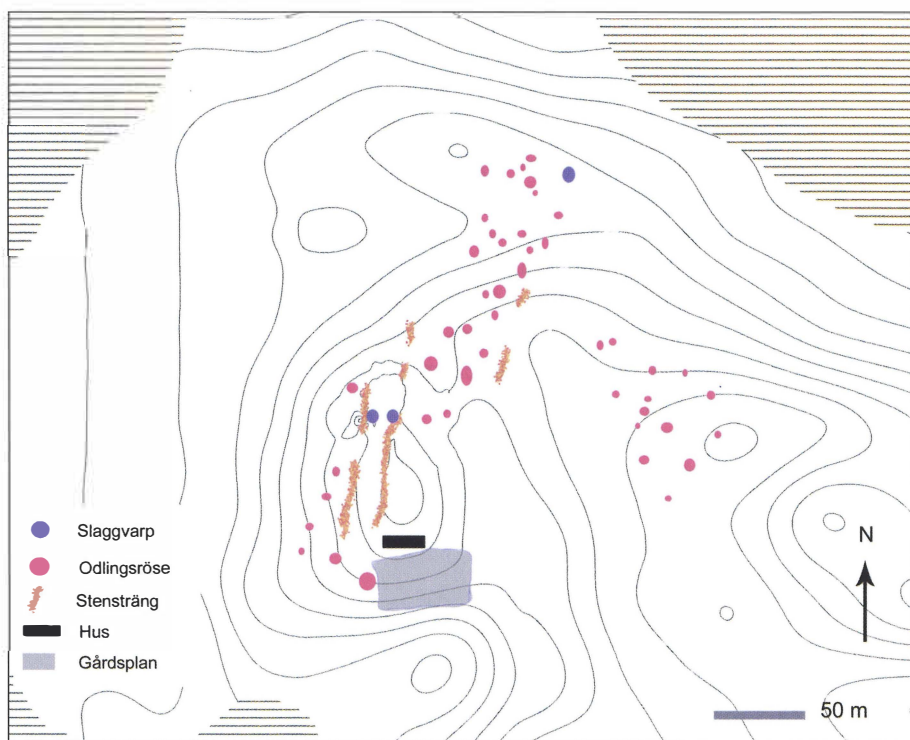 Slaggvarp
Odlingsröse
Stensträng
Hus
Gårdsplan
N
50 m